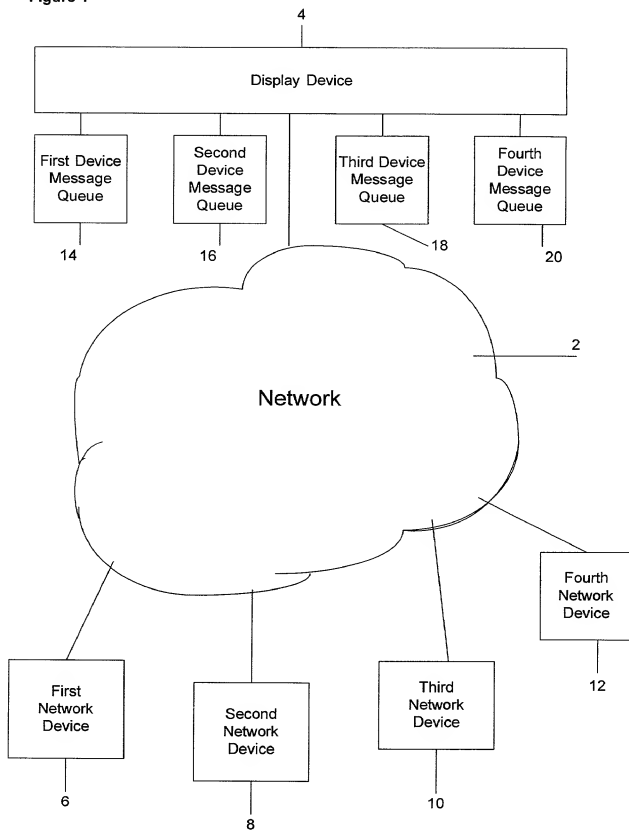 4
Display Device
First Device
Message
Queue
Second
Device
Message
Queue
Third Device
Message
Queue
Fourth
Device
Message
Queue
14
16
18
20
2
Network
Fourth
Network
Device
12
First
Network
Device
6
Second
Network
Device
8
Third
Network
Device
10